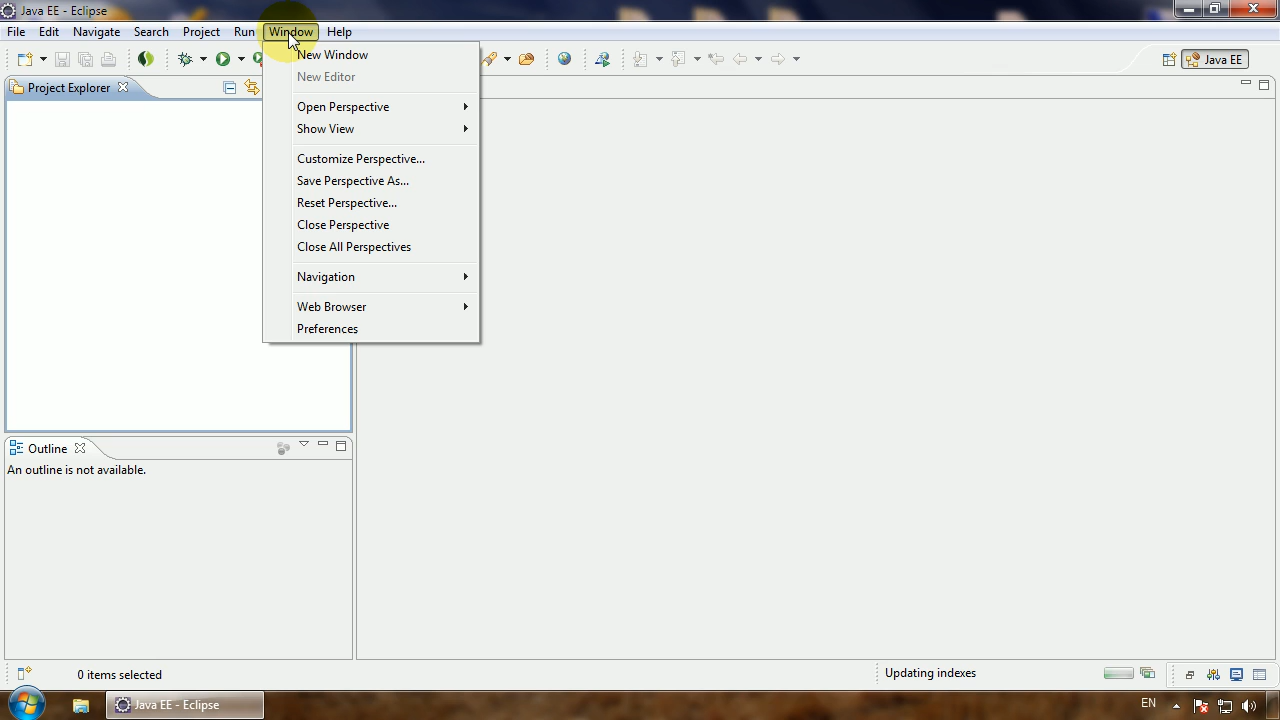 Java EE - Eclipse
File Edit Navigate Search Project Run Window Help
New Window
New Editor
Open Perspective
Show View
Customize Perspective...
Save Perspective As...
Reset Perspective...
Close Perspective
Close All Perspectives
Navigation
Web Browser
Preferences
Java EE
Project Explorer
Outline
An outline is not available.
0 items selected
Updating indexes
Java EE - Eclipse
EN